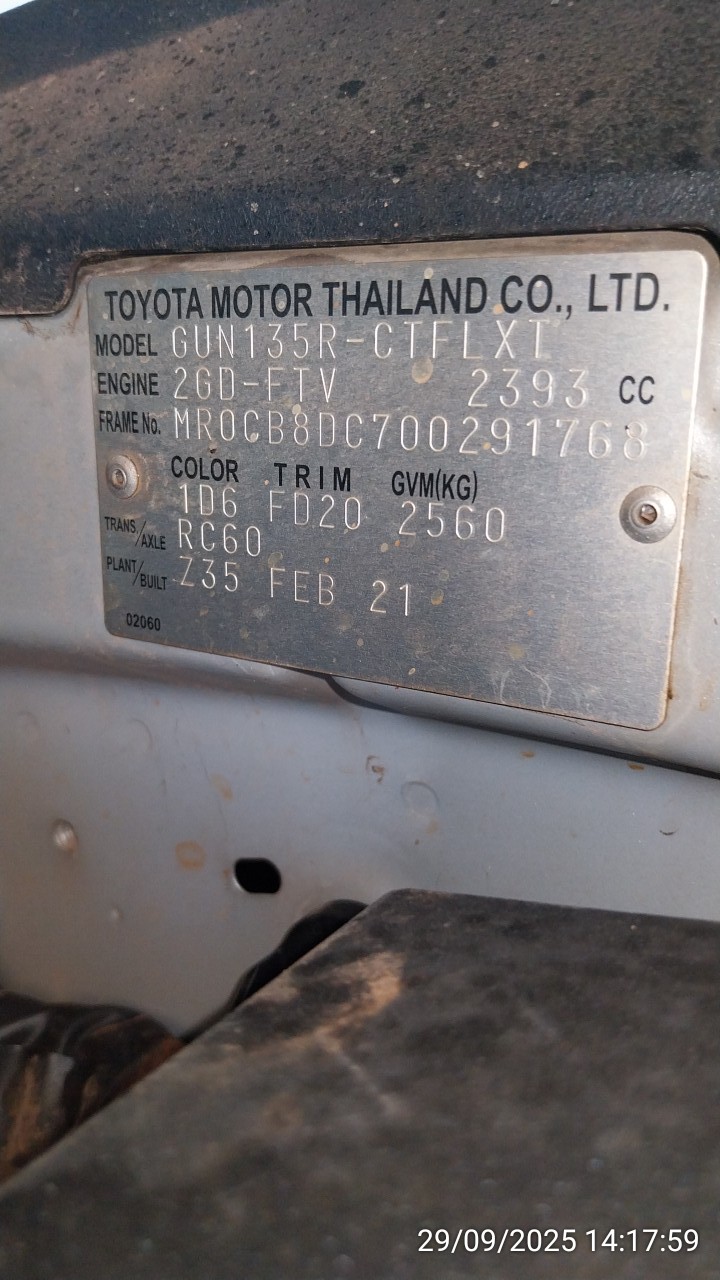 TOYOTA MOTOR THAILAND CO., LTD.
MODEL GUN135R-CTFLXT
ENGINE 2GD-FTV 2393 CC
FRAME No. MR0CB8DC700291768
COLOR TRIM GVM(KG)
1D6 FD20 2560
TRANS./AXLE RC60
PLANT/BUILT Z35 FEB 21
02060
29/09/2025 14:17:59